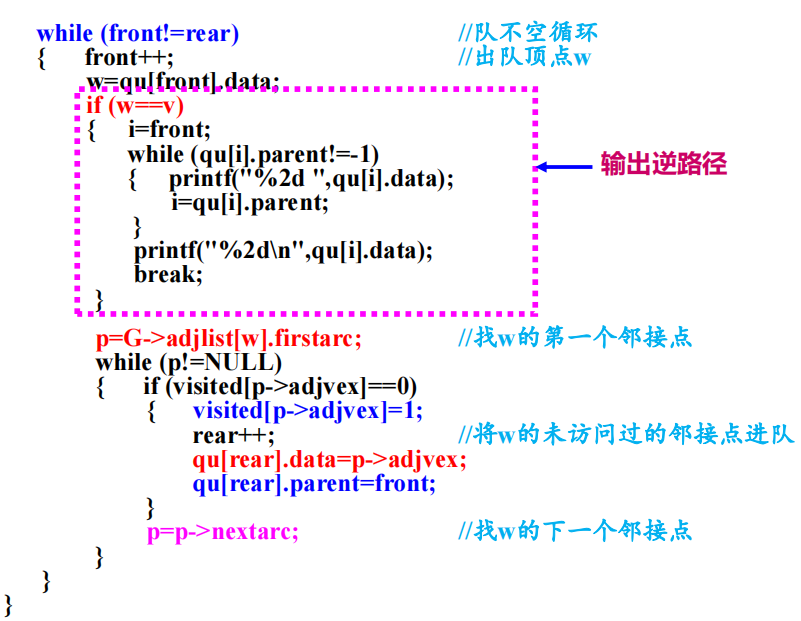 while (front!=rear) //队不空循环
{ front++; //出队顶点w
w=qu[front].data;
if (w==v)
{ i=front;
while (qu[i].parent!=-1)
{ printf("%2d ",qu[i].data); 输出逆路径
i=qu[i].parent;
}
printf("%2d\n",qu[i].data);
break;
}
p=G->adjlist[w].firstarc; //找w的第一个邻接点
while (p!=NULL)
{ if (visited[p->adjvex]==0)
{ visited[p->adjvex]=1;
rear++; //将w的未访问过的邻接点进队
qu[rear].data=p->adjvex;
qu[rear].parent=front;
}
p=p->nextarc; //找w的下一个邻接点
}
}
}